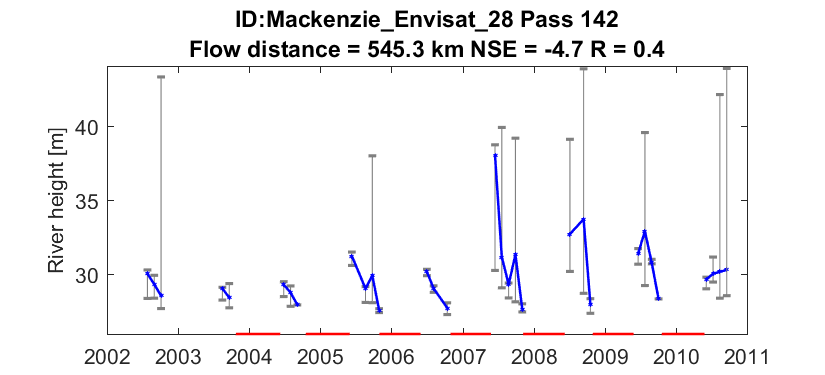 ID:Mackenzie_Envisat_28 Pass 142
Flow distance = 545.3 km NSE = -4.7 R = 0.4
River height [m]
40
35
30
2002 2003 2004 2005 2006 2007 2008 2009 2010 2011